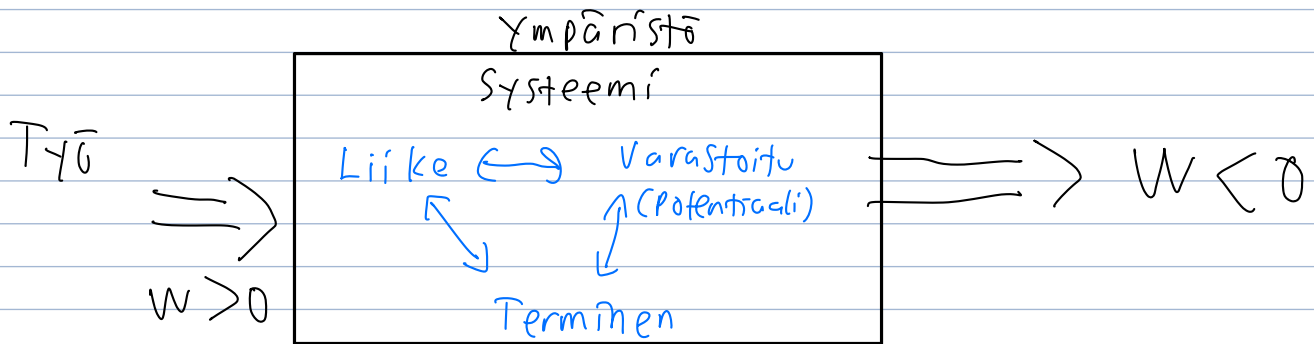 Ympäristö
Systeemi
Työ
Liike Varastoitu
(Potentiaali)
W < 0
W > 0
Terminen